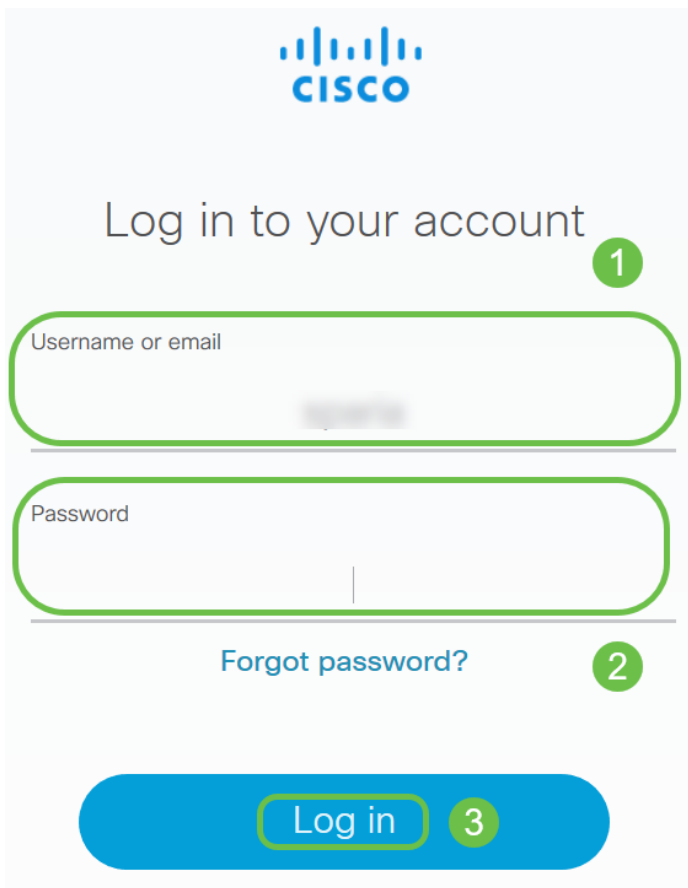 CISCO
Log in to your account
1
Username or email
Password
Forgot password?
2
Log in
3